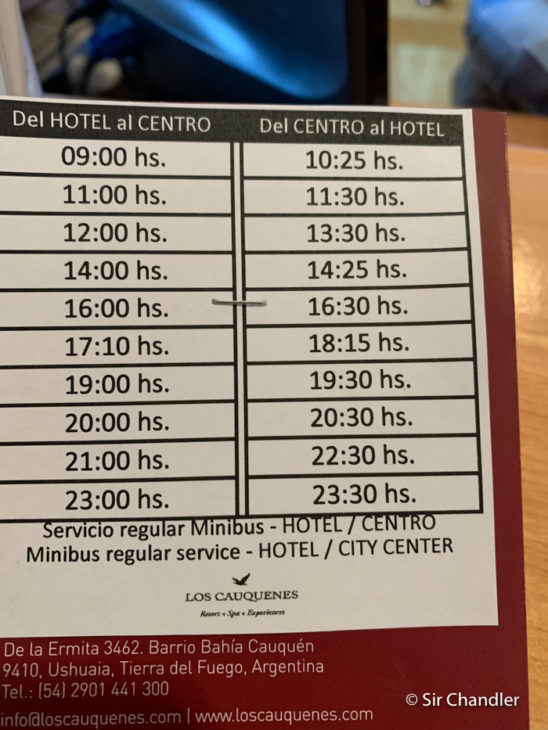 Del HOTEL al CENTRO Del CENTRO al HOTEL
09:00 hs. 10:25 hs.
11:00 hs. 11:30 hs.
12:00 hs. 13:30 hs.
14:00 hs. 14:25 hs.
16:00 hs. 16:30 hs.
17:10 hs. 18:15 hs.
19:00 hs. 19:30 hs.
20:00 hs. 20:30 hs.
21:00 hs. 22:30 hs.
23:00 hs. 23:30 hs.
Servicio regular Minibus - HOTEL / CENTRO
Minibus regular service - HOTEL / CITY CENTER
LOS CAUQUENES
Resort + Spa + Experiences
De la Ermita 3462. Barrio Bahía Cauquén
9410, Ushuaia, Tierra del Fuego, Argentina
Tel.: (54) 2901 441 300
info@loscauquenes.com | www.loscauquenes.com
© Sir Chandler